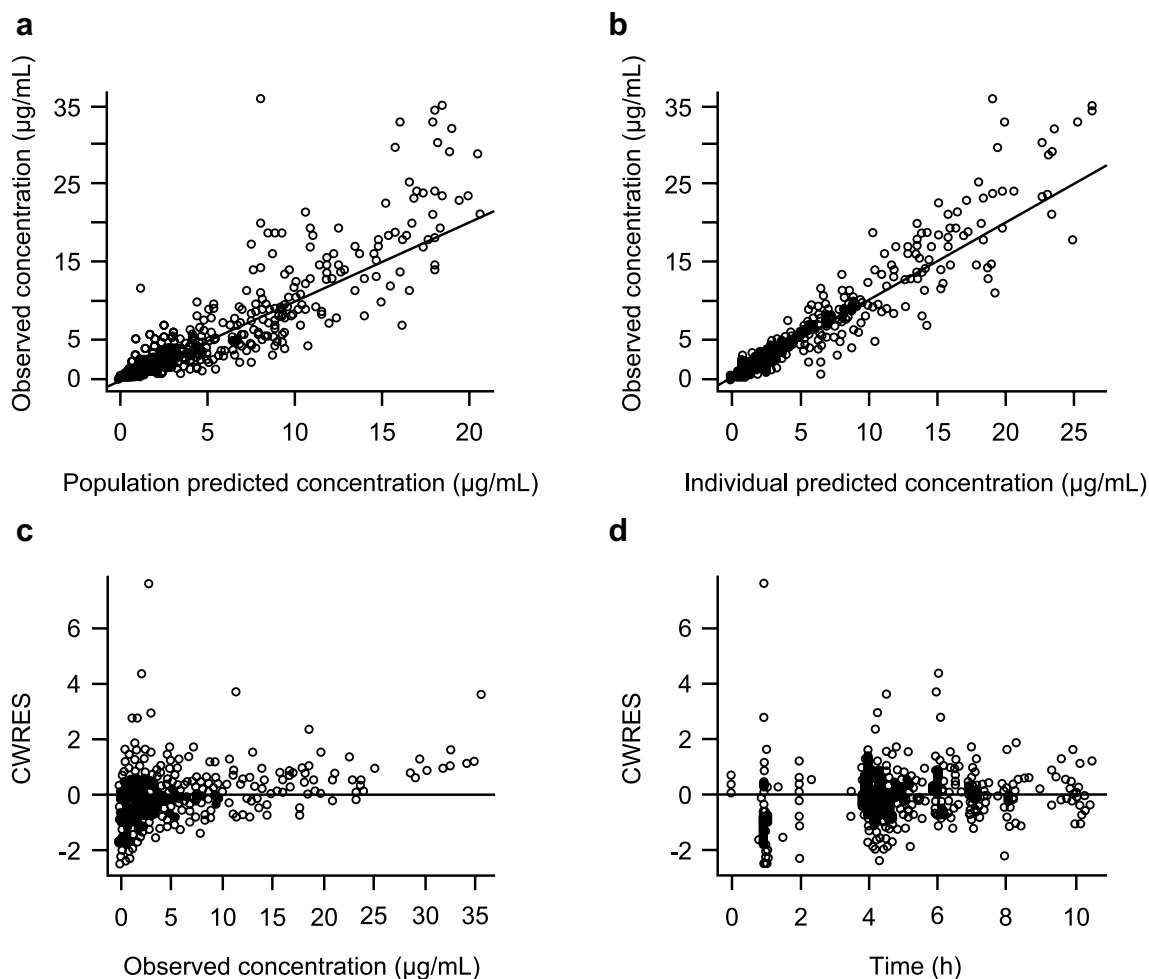 a
Observed concentration (µg/mL)
35
25
15
5
0
0 5 10 15 20
Population predicted concentration (µg/mL)
b
Observed concentration (µg/mL)
35
25
15
5
0
0 5 10 15 20 25
Individual predicted concentration (µg/mL)
c
CWRES
6
4
2
0
-2
0 5 10 15 20 25 30 35
Observed concentration (µg/mL)
d
CWRES
6
4
2
0
-2
0 2 4 6 8 10
Time (h)